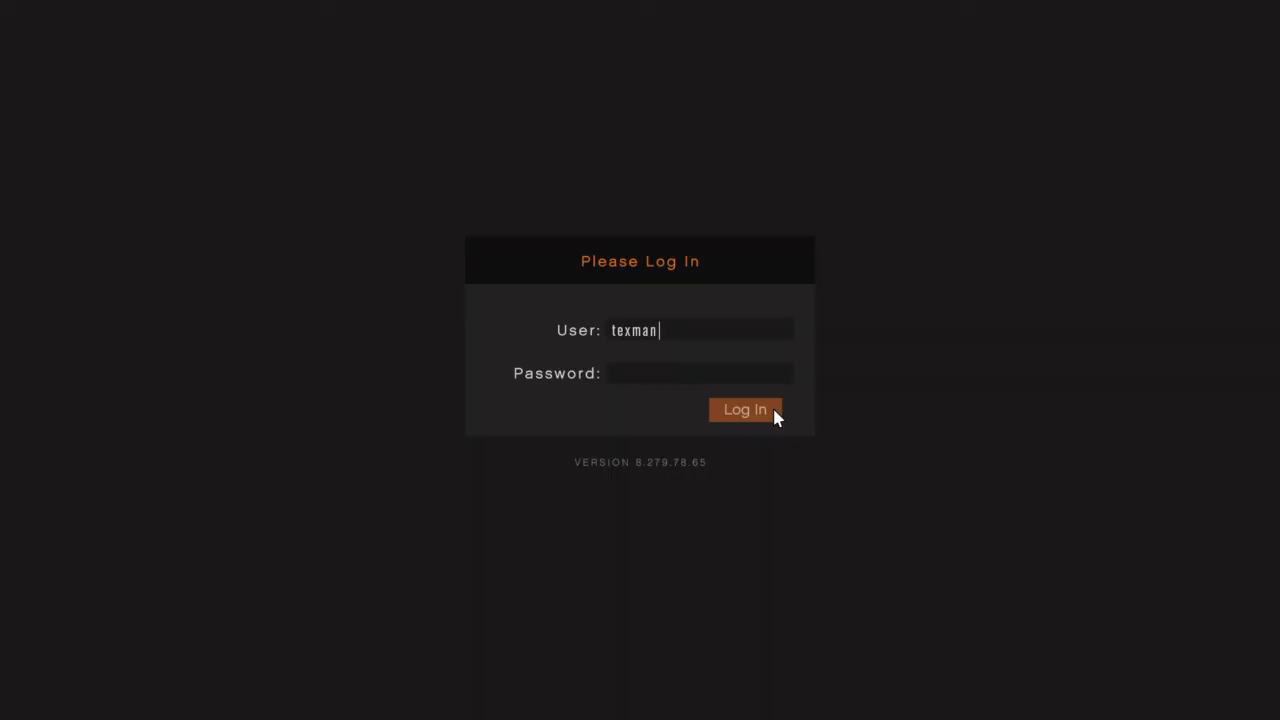 Please Log In
User: texman
Password:
Log In
VERSION 8.279.78.65